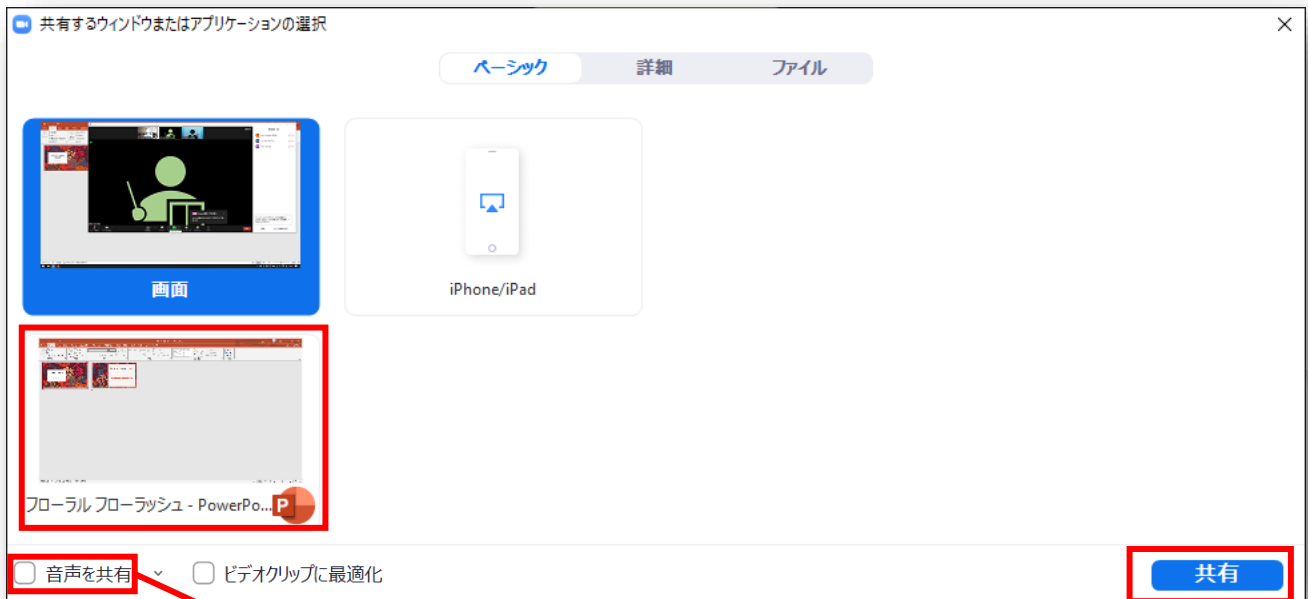 共有するウィンドウまたはアプリケーションの選択
ベーシック 詳細 ファイル
画面
iPhone/iPad
フローラル フローラッシュ - PowerPo...
P
音声を共有
ビデオクリップに最適化
共有